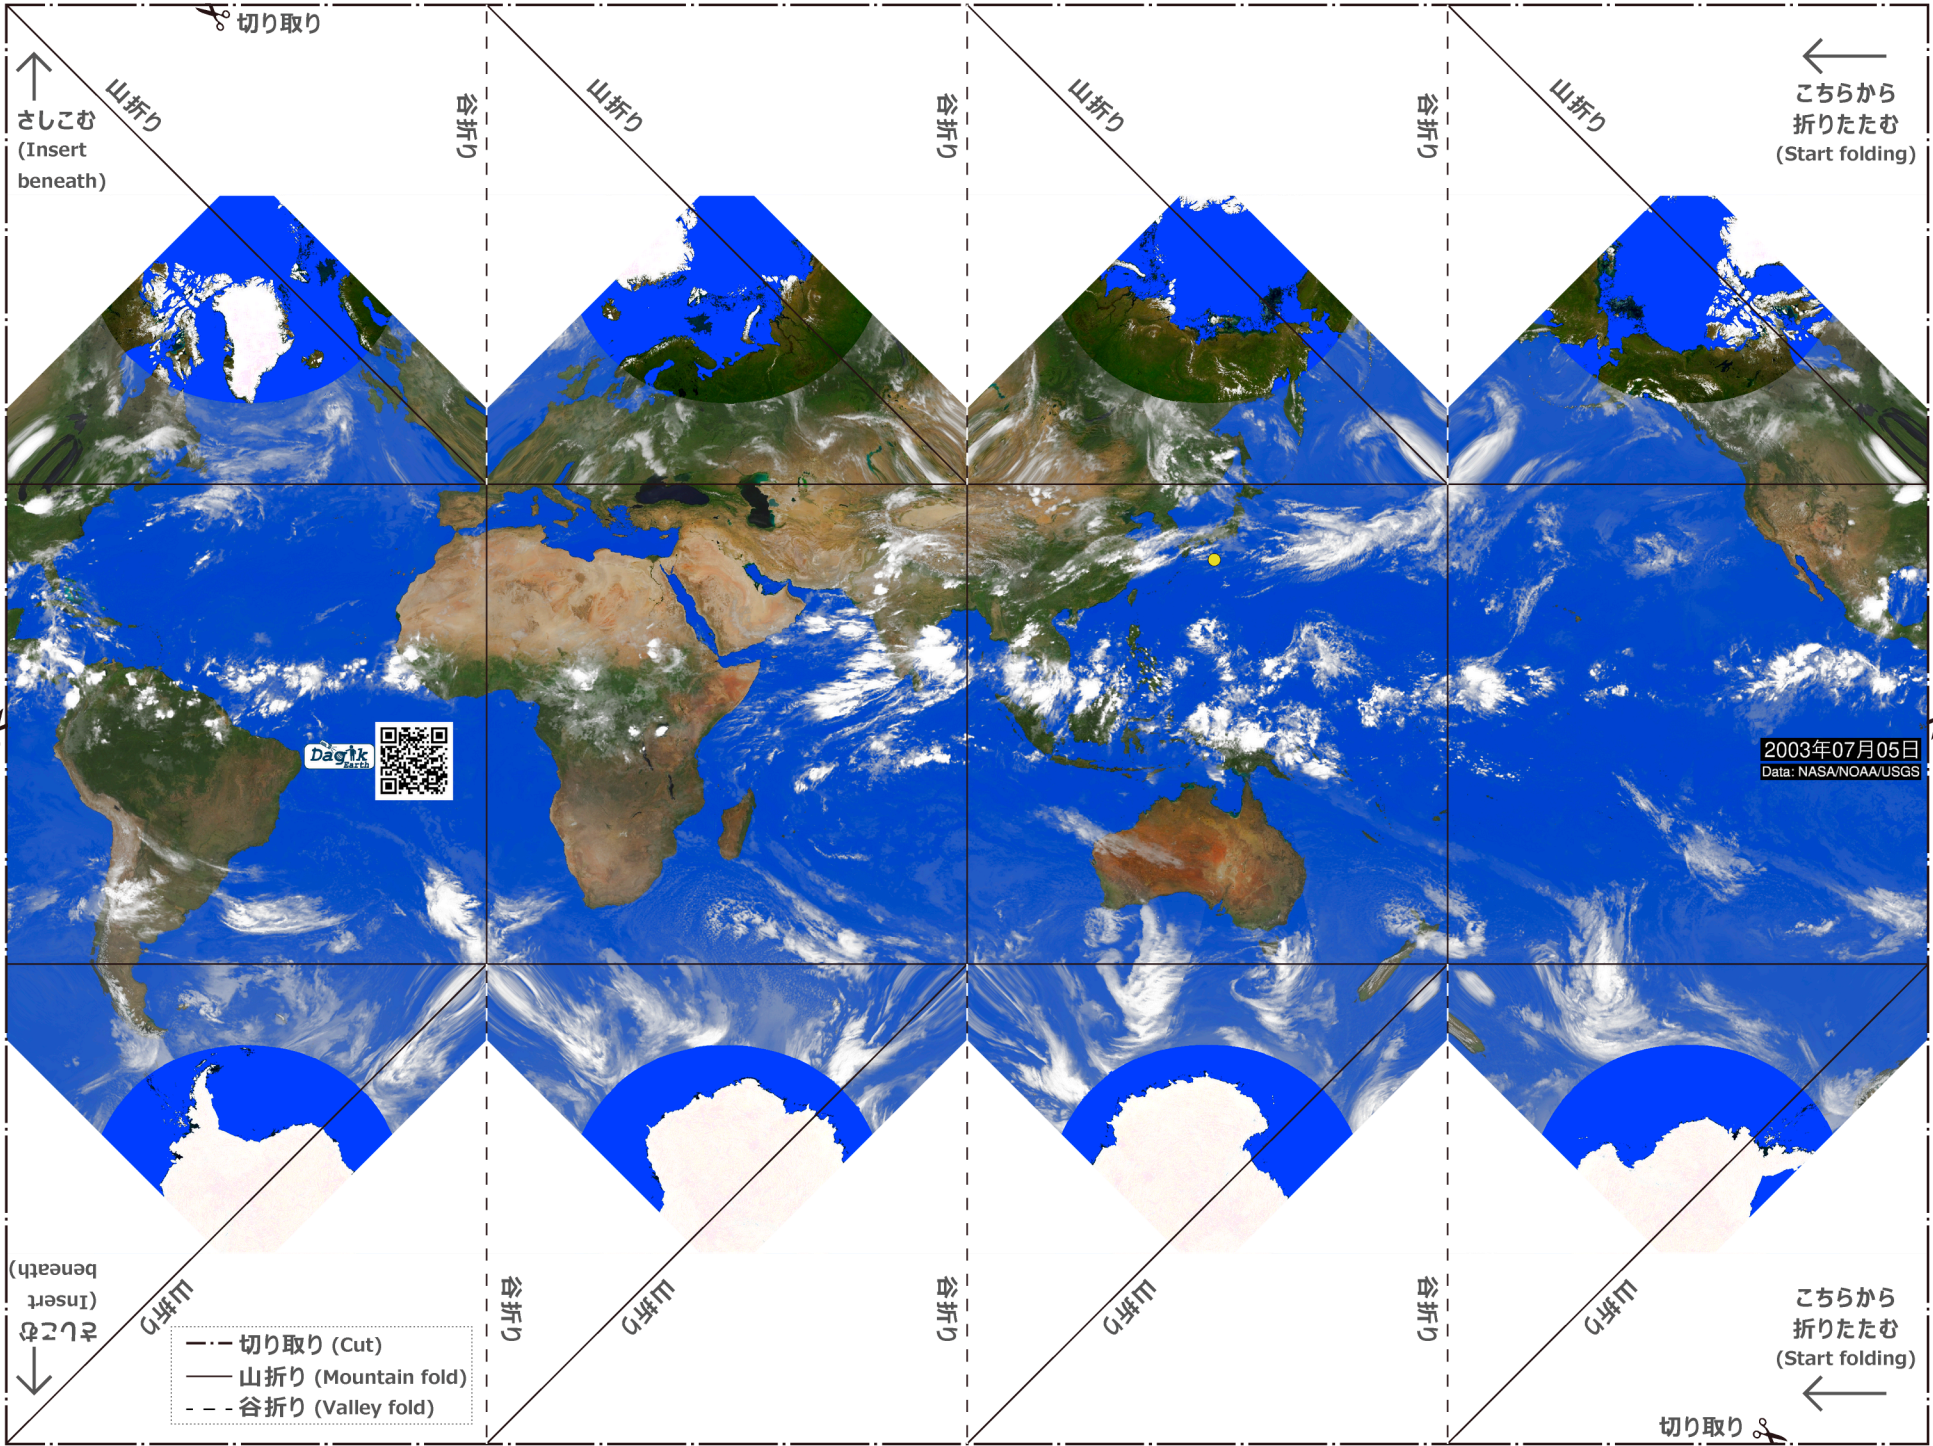 切り取り
さしこむ
(Insert
beneath)
山折り
谷折り
山折り
谷折り
山折り
谷折り
山折り
こちらから
折りたたむ
(Start folding)
Dagik
Earth
2003年07月05日
Data: NASA/NOAA/USGS
さしこむ
(Insert
beneath)
山折り
谷折り
山折り
谷折り
山折り
谷折り
山折り
こちらから
折りたたむ
(Start folding)
切り取り (Cut)
山折り (Mountain fold)
谷折り (Valley fold)
切り取り